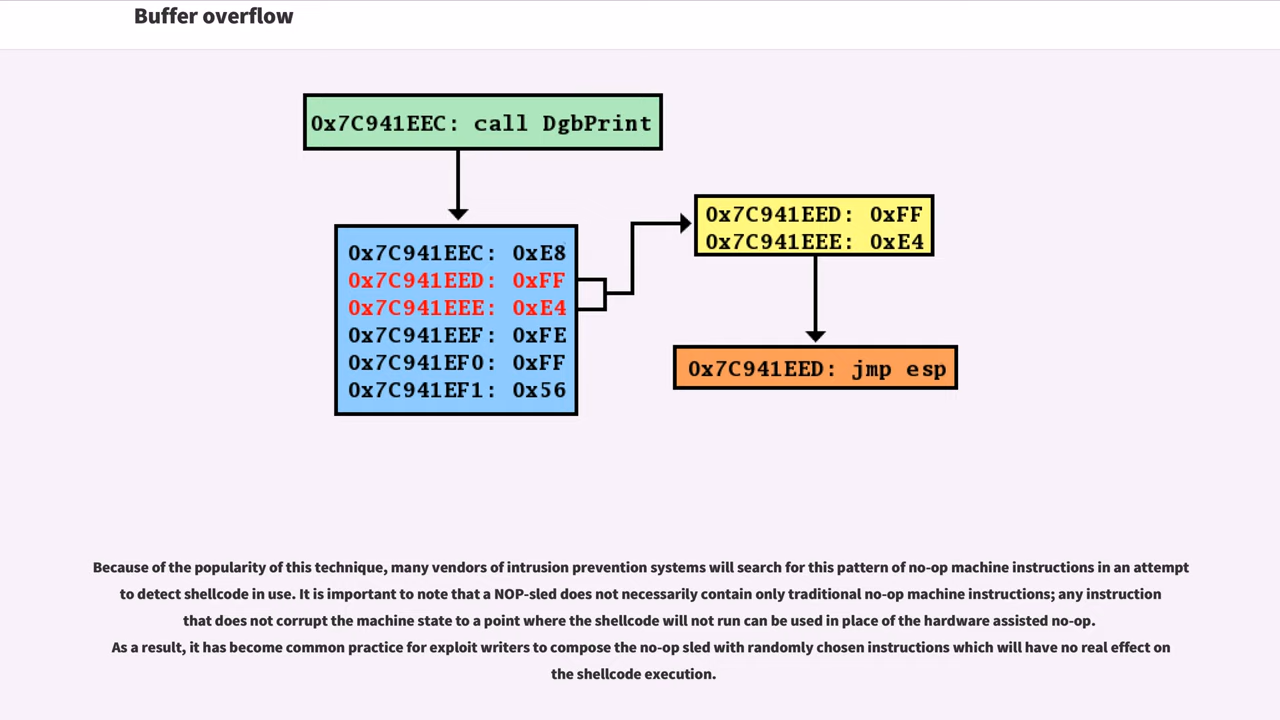 Buffer overflow
0x7C941EEC: call DgbPrint
0x7C941EEC: 0xE8
0x7C941EED: 0xFF
0x7C941EEE: 0xE4
0x7C941EEF: 0xFE
0x7C941EF0: 0xFF
0x7C941EF1: 0x56
0x7C941EED: 0xFF
0x7C941EEE: 0xE4
0x7C941EED: jmp esp
Because of the popularity of this technique, many vendors of intrusion prevention systems will search for this pattern of no-op machine instructions in an attempt
to detect shellcode in use. It is important to note that a NOP-sled does not necessarily contain only traditional no-op machine instructions; any instruction
that does not corrupt the machine state to a point where the shellcode will not run can be used in place of the hardware assisted no-op.
As a result, it has become common practice for exploit writers to compose the no-op sled with randomly chosen instructions which will have no real effect on
the shellcode execution.